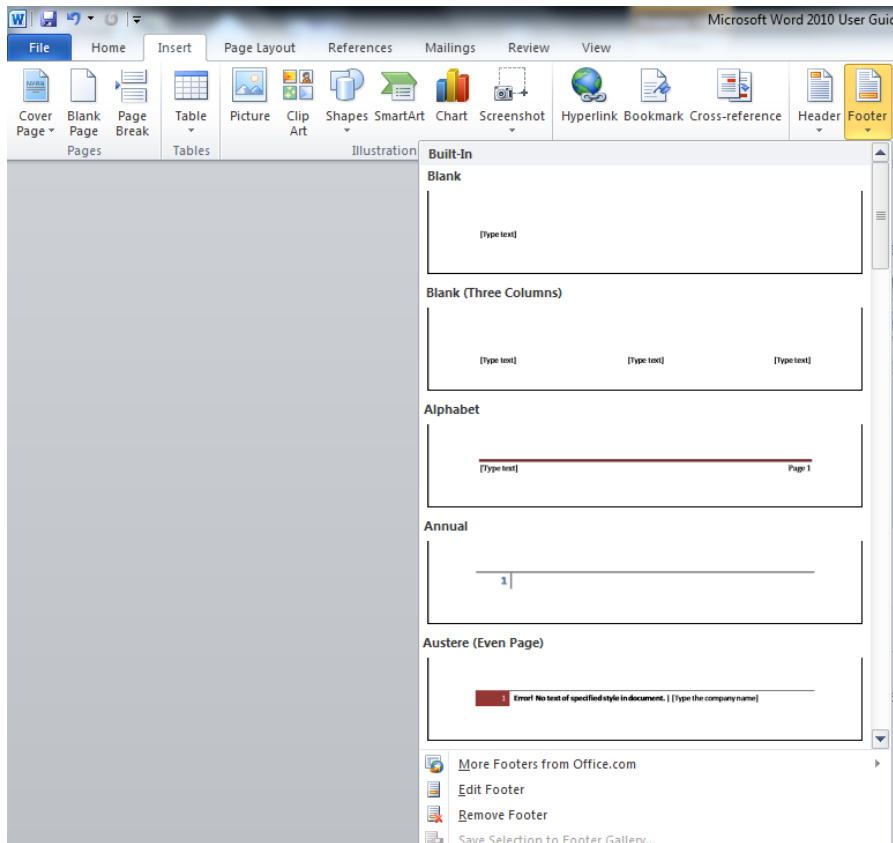 W
Microsoft Word 2010 User Guid
File Home Insert Page Layout References Mailings Review View
Cover Page Blank Page Page Break Table Picture Clip Art Shapes SmartArt Chart Screenshot Hyperlink Bookmark Cross-reference Header Footer
Pages Tables Illustration
Built-In
Blank
[Type text]
Blank (Three Columns)
[Type text] [Type text] [Type text]
Alphabet
[Type text] Page 1
Annual
1
Austere (Even Page)
1 Error! No text of specified style in document. | [Type the company name]
More Footers from Office.com
Edit Footer
Remove Footer
Save Selection to Footer Gallery...